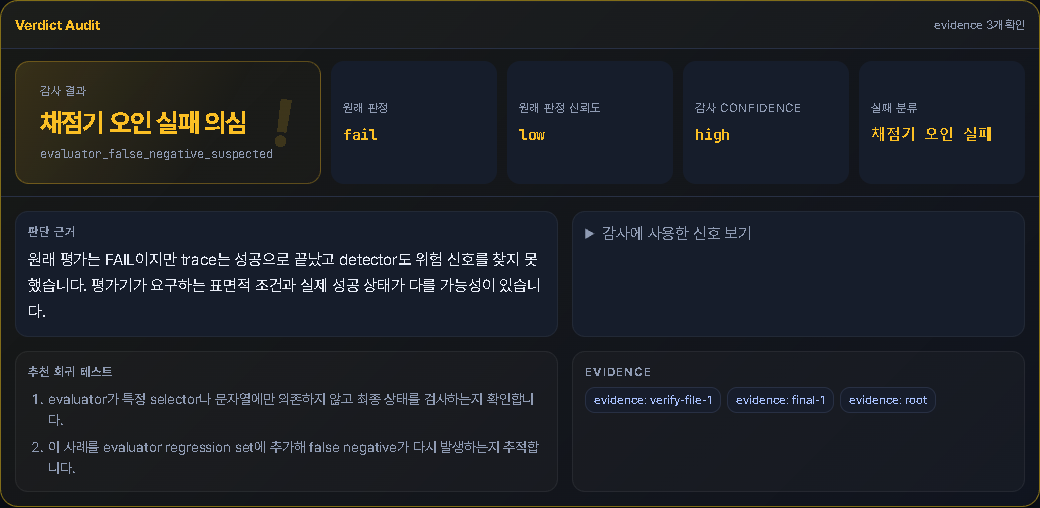 Verdict Audit
evidence 3개 확인
감사 결과
채점기 오인 실패 의심
!
evaluator_false_negative_suspected
원래 판정
fail
원래 판정 신뢰도
low
감사 CONFIDENCE
high
실패 분류
채점기 오인 실패
판단 근거
원래 평가는 FAIL이지만 trace는 성공으로 끝났고 detector도 위험 신호를 찾지 못
했습니다. 평가기가 요구하는 표면적 조건과 실제 성공 상태가 다를 가능성이 있습니
다.
▶ 감사에 사용한 신호 보기
추천 회귀 테스트
1. evaluator가 특정 selector나 문자열에만 의존하지 않고 최종 상태를 검사하는지 확인합니
다.
2. 이 사례를 evaluator regression set에 추가해 false negative가 다시 발생하는지 추적합
니다.
EVIDENCE
evidence: verify-file-1
evidence: final-1
evidence: root